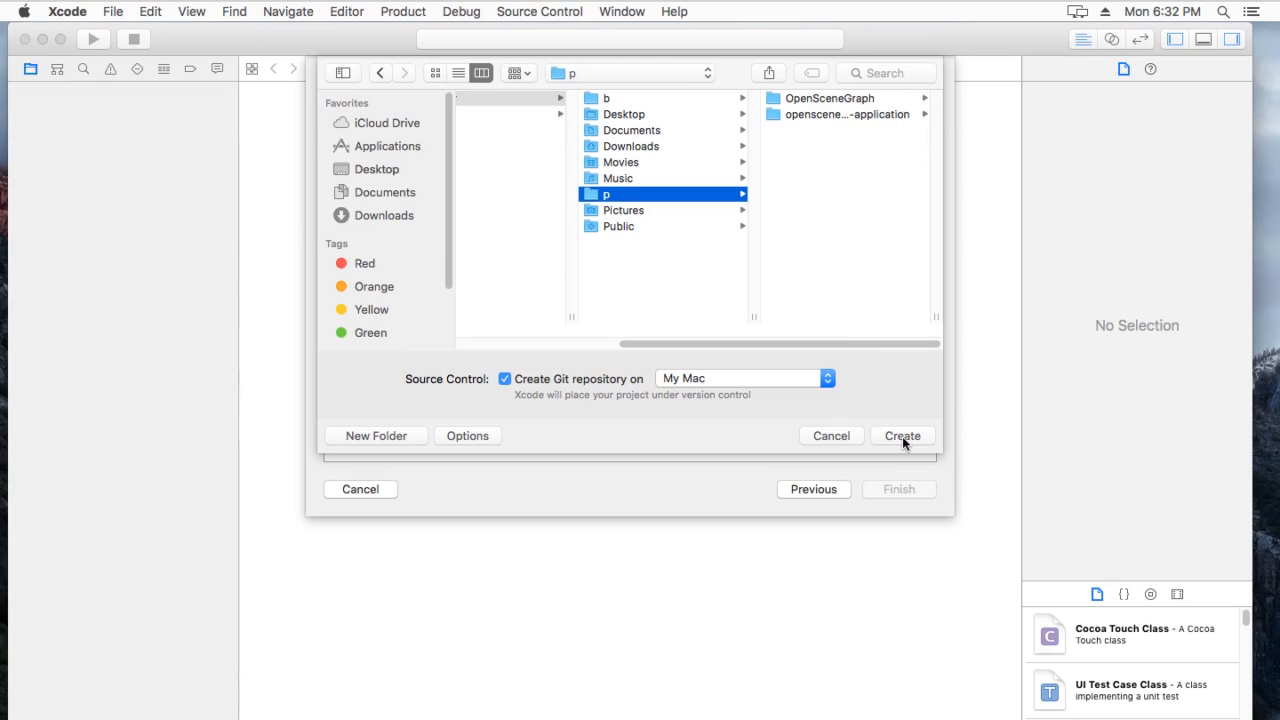 Xcode File Edit View Find Navigate Editor Product Debug Source Control Window Help Mon 6:32 PM
p Search
Favorites
iCloud Drive
Applications
Desktop
Documents
Downloads
Tags
Red
Orange
Yellow
Green
b
Desktop
Documents
Downloads
Movies
Music
p
Pictures
Public
OpenSceneGraph
openscene...-application
Source Control: Create Git repository on My Mac
Xcode will place your project under version control
New Folder Options Cancel Create
Cancel Previous Finish
No Selection
{ }
C
Cocoa Touch Class - A Cocoa
Touch class
T
UI Test Case Class - A class
implementing a unit test